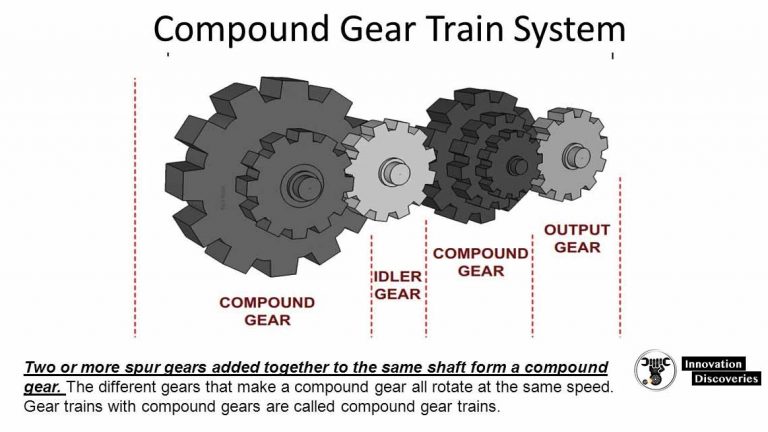 Compound Gear Train System
COMPOUND
GEAR
IDLER
GEAR
COMPOUND
GEAR
OUTPUT
GEAR
Two or more spur gears added together to the same shaft form a compound
gear. The different gears that make a compound gear all rotate at the same speed.
Gear trains with compound gears are called compound gear trains.
Innovation
Discoveries